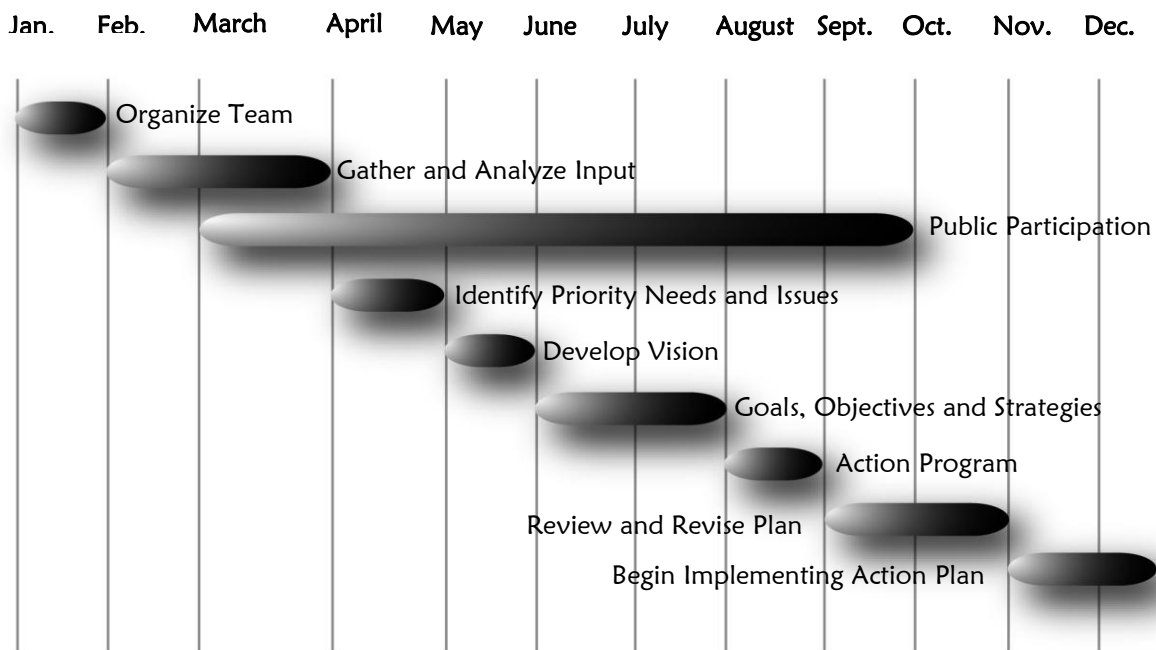 Jan. Feb. March April May June July August Sept. Oct. Nov. Dec.
Organize Team
Gather and Analyze Input
Public Participation
Identify Priority Needs and Issues
Develop Vision
Goals, Objectives and Strategies
Action Program
Review and Revise Plan
Begin Implementing Action Plan